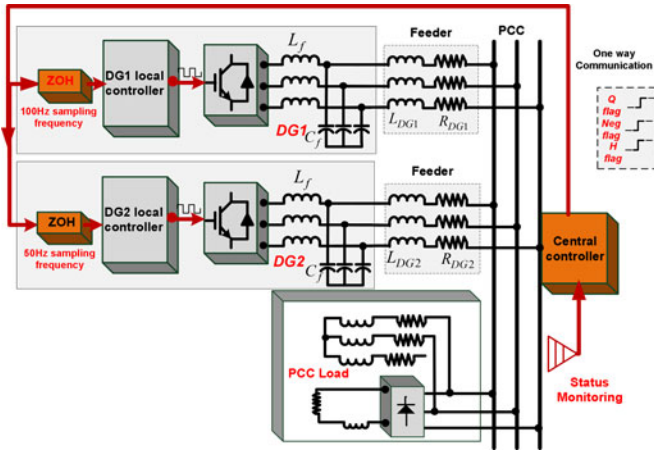 PCC
Feeder
One way
Communication
Q
flag
Neg
flag
H
flag
L_f
ZOH
DG1 local
controller
100Hz sampling
frequency
DG1
C_f
L_DG1
R_DG1
Feeder
L_f
ZOH
DG2 local
controller
50Hz sampling
frequency
DG2
C_f
L_DG2
R_DG2
Central
controller
PCC Load
Status
Monitoring